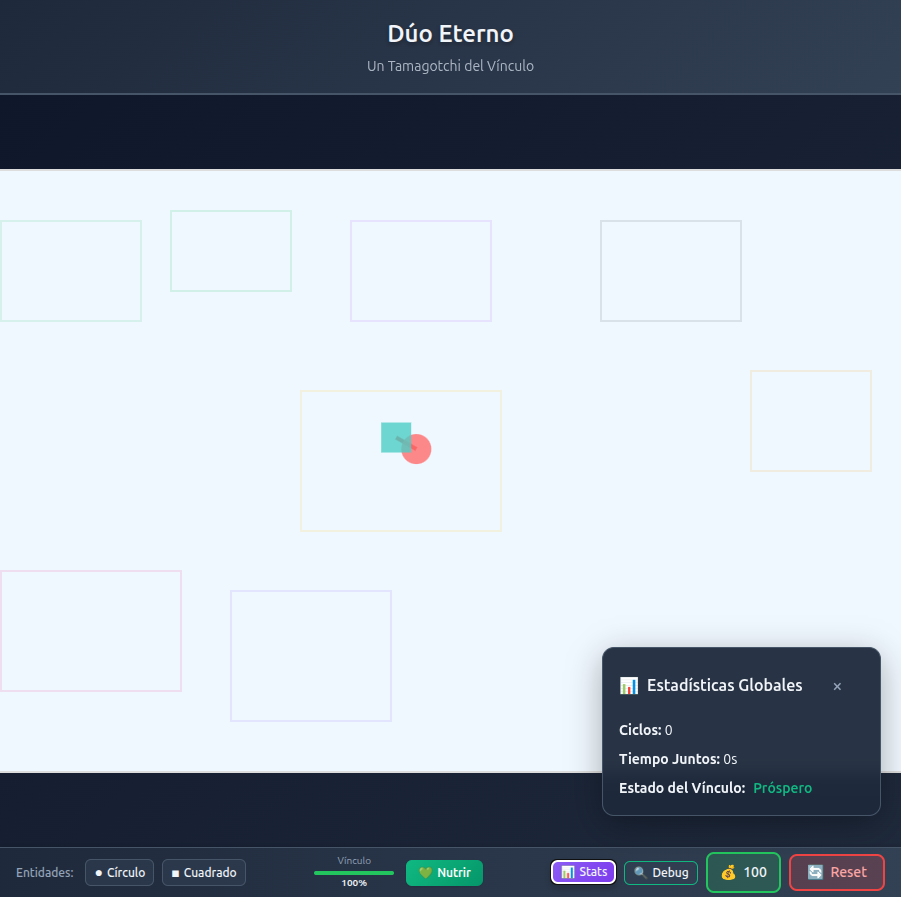 Dúo Eterno
Un Tamagotchi del Vínculo
📊 Estadísticas Globales ×
Ciclos: 0
Tiempo Juntos: 0s
Estado del Vínculo: Próspero
Entidades: ● Círculo ■ Cuadrado
Vínculo
100%
💚 Nutrir
📊 Stats
🔍 Debug
💰 100
🔄 Reset